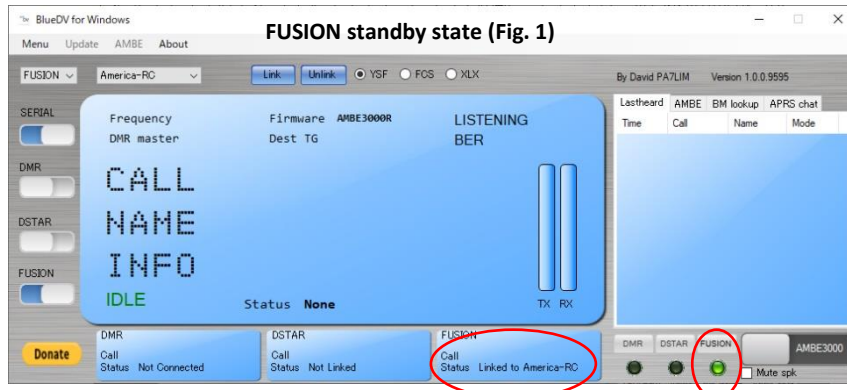 BlueDV for Windows
FUSION standby state (Fig. 1)
Menu Update AMBE About
FUSION America-RC Link Unlink YSF FCS XLX By David PA7LIM Version 1.0.0.9595
Lastheard AMBE BM lookup APRS chat
Time Call Name Mode
SERIAL
Frequency Firmware AMBE3000R LISTENING
DMR master Dest TG BER
DMR
CALL
DSTAR
NAME
FUSION
INFO
IDLE Status None TX RX
Donate
DMR
Call
Status Not Connected
DSTAR
Call
Status Not Linked
FUSION
Call
Status Linked to America-RC
DMR DSTAR FUSION AMBE3000
Mute spk